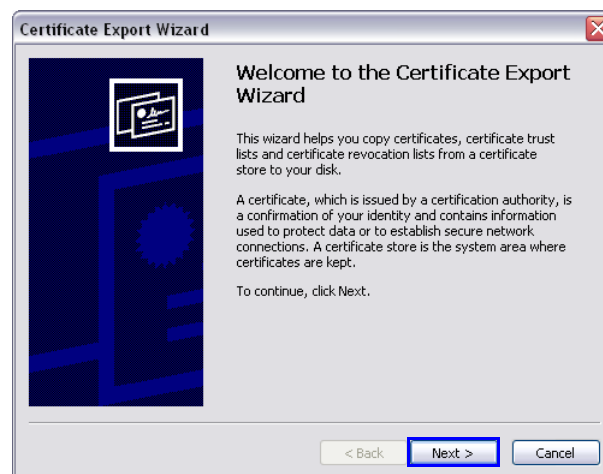 Certificate Export Wizard
Welcome to the Certificate Export
Wizard
This wizard helps you copy certificates, certificate trust
lists and certificate revocation lists from a certificate
store to your disk.
A certificate, which is issued by a certification authority, is
a confirmation of your identity and contains information
used to protect data or to establish secure network
connections. A certificate store is the system area where
certificates are kept.
To continue, click Next.
< Back Next > Cancel